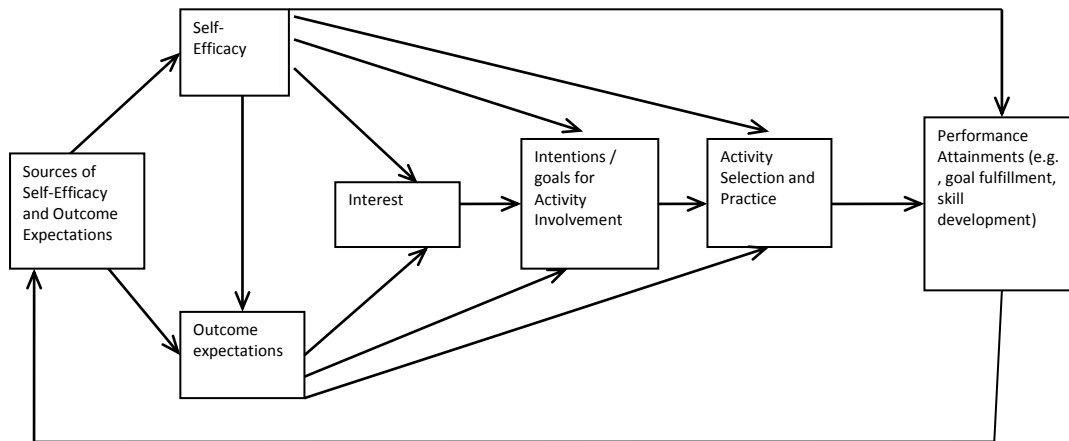 Self-
Efficacy
Sources of
Self-Efficacy
and Outcome
Expectations
Outcome
expectations
Interest
Intentions /
goals for
Activity
Involvement
Activity
Selection and
Practice
Performance
Attainments (e.g.
, goal fulfillment,
skill
development)